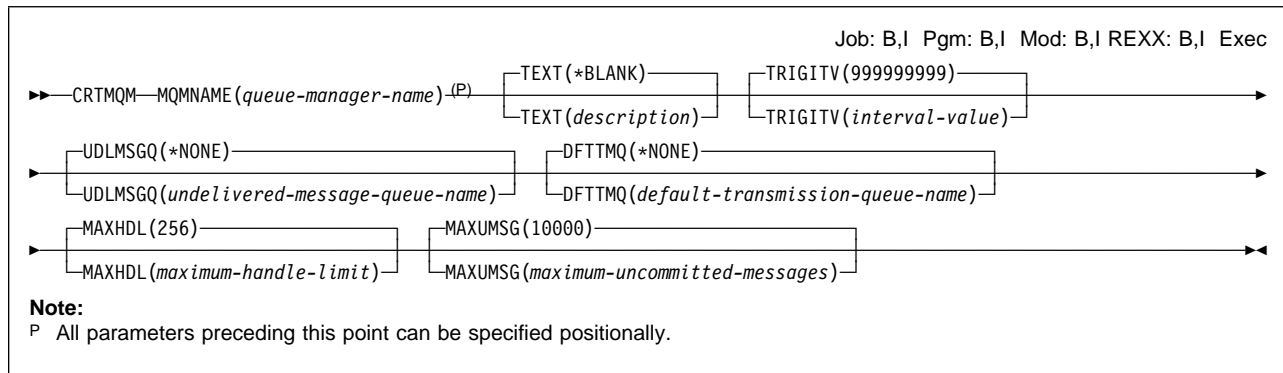 Job: B,I Pgm: B,I Mod: B,I REXX: B,I Exec
TEXT(*BLANK) TRIGITV(999999999)
CRTMQM MQMNAME(queue-manager-name) (P)
TEXT(description) TRIGITV(interval-value)
UDLMSGQ(*NONE) DFTTMQ(*NONE)
UDLMSGQ(undelivered-message-queue-name) DFTTMQ(default-transmission-queue-name)
MAXHDL(256) MAXUMSG(10000)
MAXHDL(maximum-handle-limit) MAXUMSG(maximum-uncommitted-messages)
Note:
P All parameters preceding this point can be specified positionally.